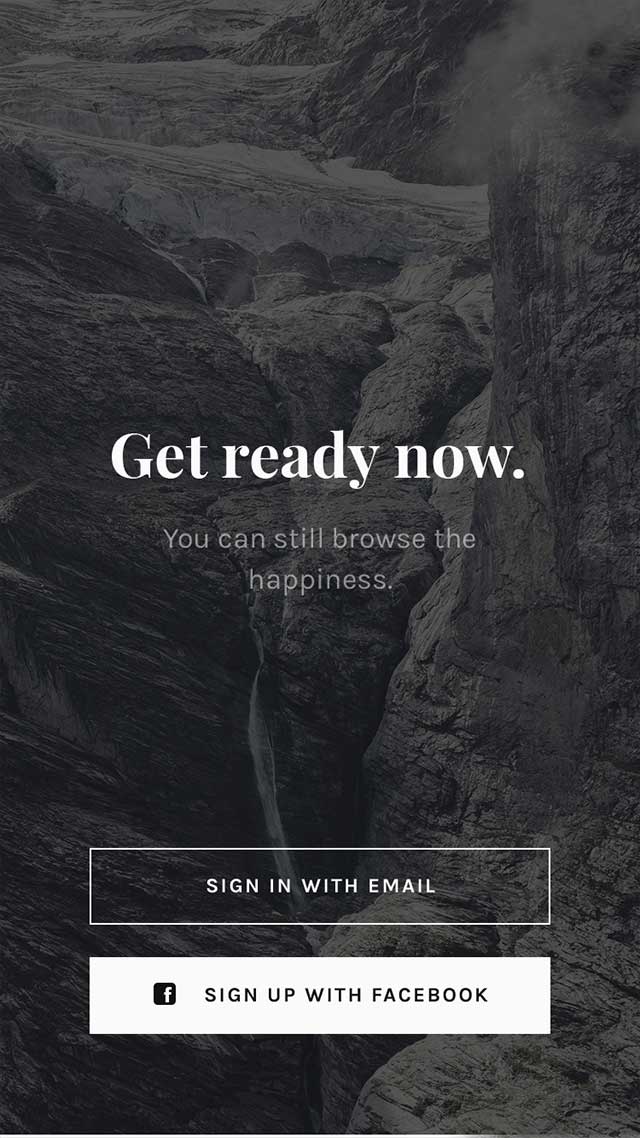 Get ready now.
You can still browse the
happiness.
SIGN IN WITH EMAIL
SIGN UP WITH FACEBOOK